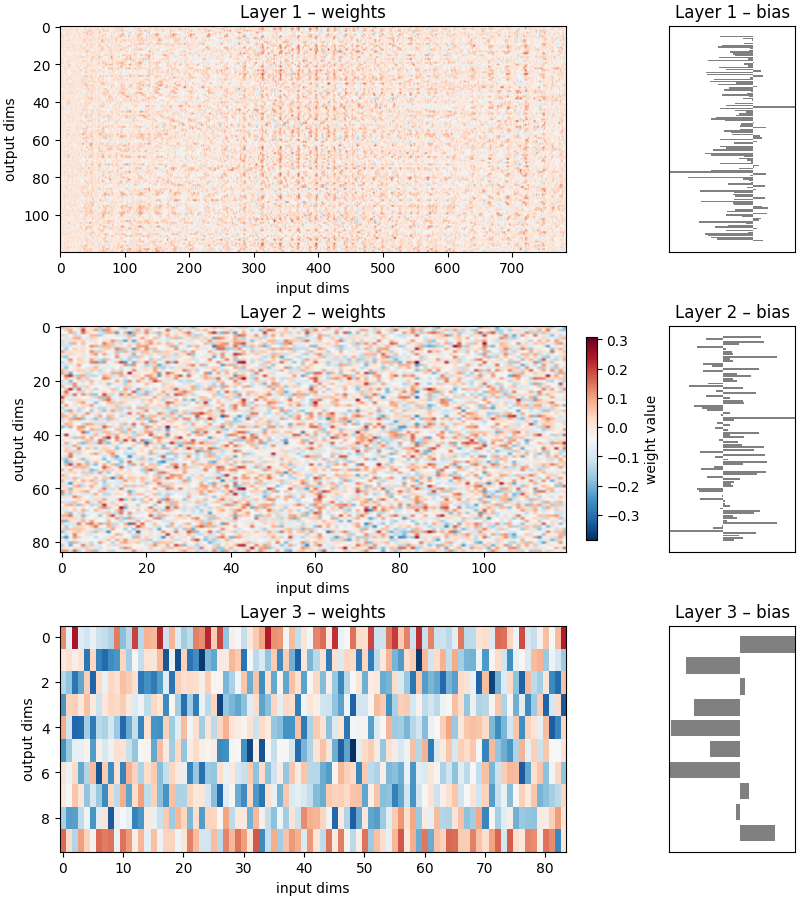 Layer 1 – weights
Layer 1 – bias
0
20
40
60
80
100
output dims
0 100 200 300 400 500 600 700
input dims
Layer 2 – weights
Layer 2 – bias
0
20
40
60
80
output dims
0 20 40 60 80 100
input dims
0.3
0.2
0.1
0.0
−0.1
−0.2
−0.3
weight value
Layer 3 – weights
Layer 3 – bias
0
2
4
6
8
output dims
0 10 20 30 40 50 60 70 80
input dims